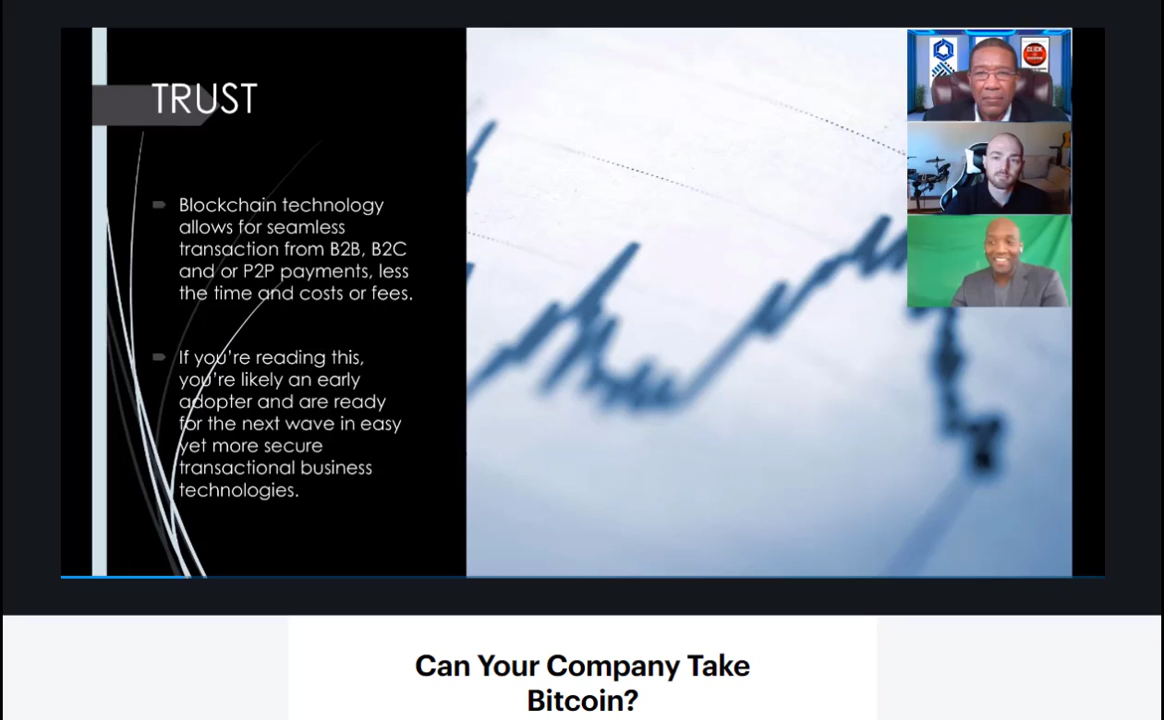 TRUST
Blockchain technology
allows for seamless
transaction from B2B, B2C
and or P2P payments, less
the time and costs or fees.
If you're reading this,
you're likely an early
adopter and are ready
for the next wave in easy
yet more secure
transactional business
technologies.
CLICK
Can Your Company Take
Bitcoin?